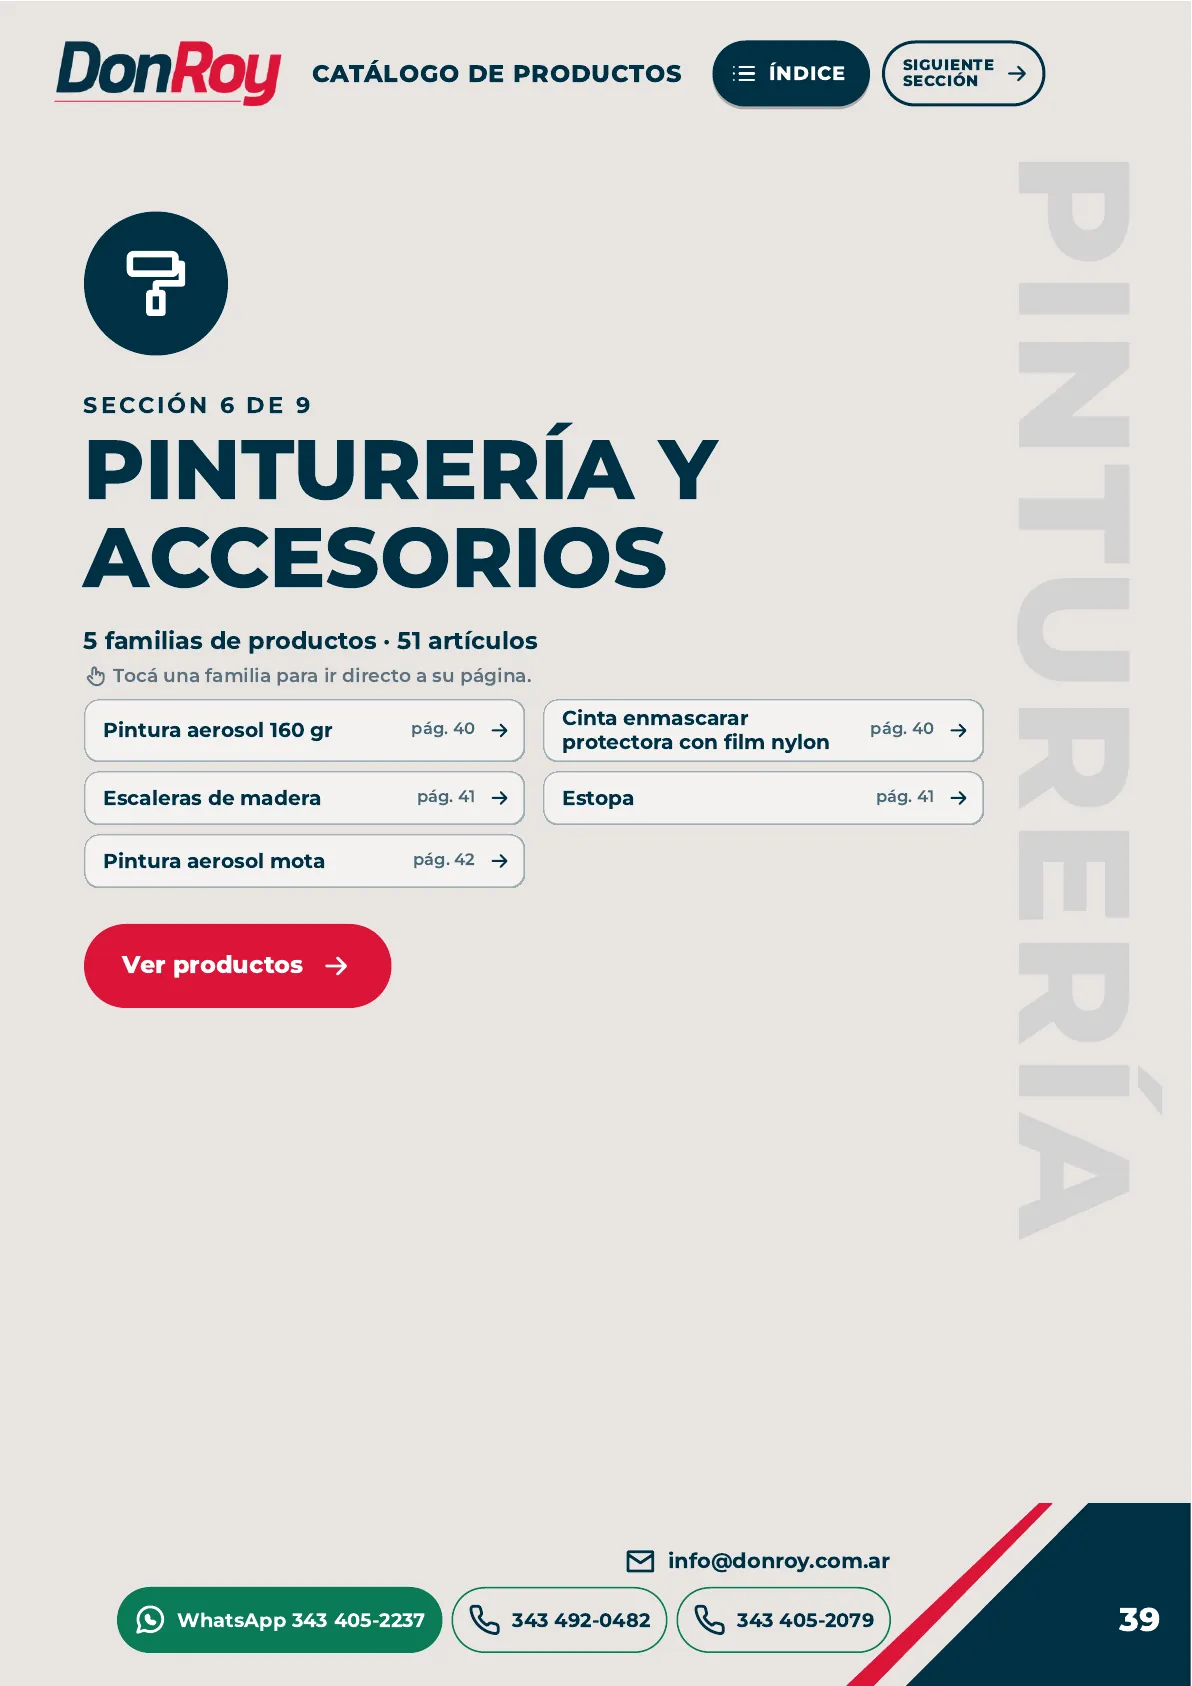 DonRoy
CATÁLOGO DE PRODUCTOS
ÍNDICE
SIGUIENTE
SECCIÓN
PINTURERÍA
SECCIÓN 6 DE 9
PINTURERÍA Y
ACCESORIOS
5 familias de productos · 51 artículos
Tocá una familia para ir directo a su página.
Pintura aerosol 160 gr pág. 40
Cinta enmascarar
protectora con film nylon pág. 40
Escaleras de madera pág. 41
Estopa pág. 41
Pintura aerosol mota pág. 42
Ver productos
info@donroy.com.ar
WhatsApp 343 405-2237
343 492-0482
343 405-2079
39